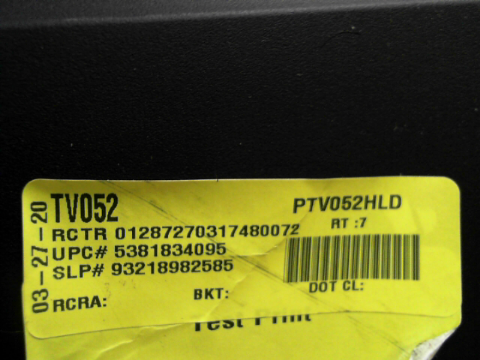 03-27-20
TV052
PTV052HLD
RCTR 01287270317480072
RT :7
UPC# 5381834095
SLP# 93218982585
RCRA:
BKT:
DOT CL:
Test Print